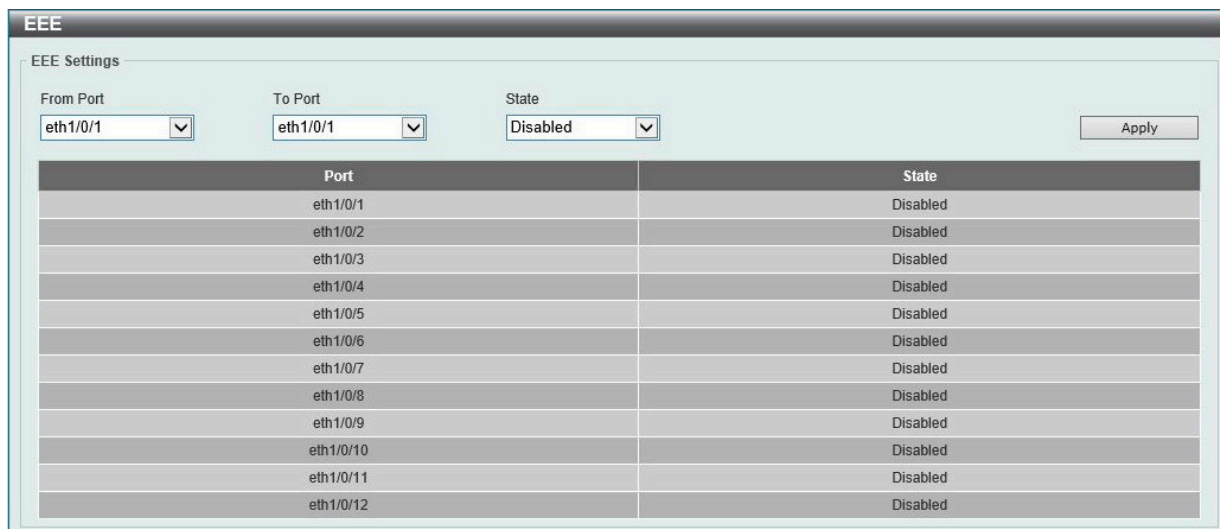 EEE
EEE Settings
From Port To Port State
eth1/0/1 eth1/0/1 Disabled Apply
Port State
eth1/0/1 Disabled
eth1/0/2 Disabled
eth1/0/3 Disabled
eth1/0/4 Disabled
eth1/0/5 Disabled
eth1/0/6 Disabled
eth1/0/7 Disabled
eth1/0/8 Disabled
eth1/0/9 Disabled
eth1/0/10 Disabled
eth1/0/11 Disabled
eth1/0/12 Disabled